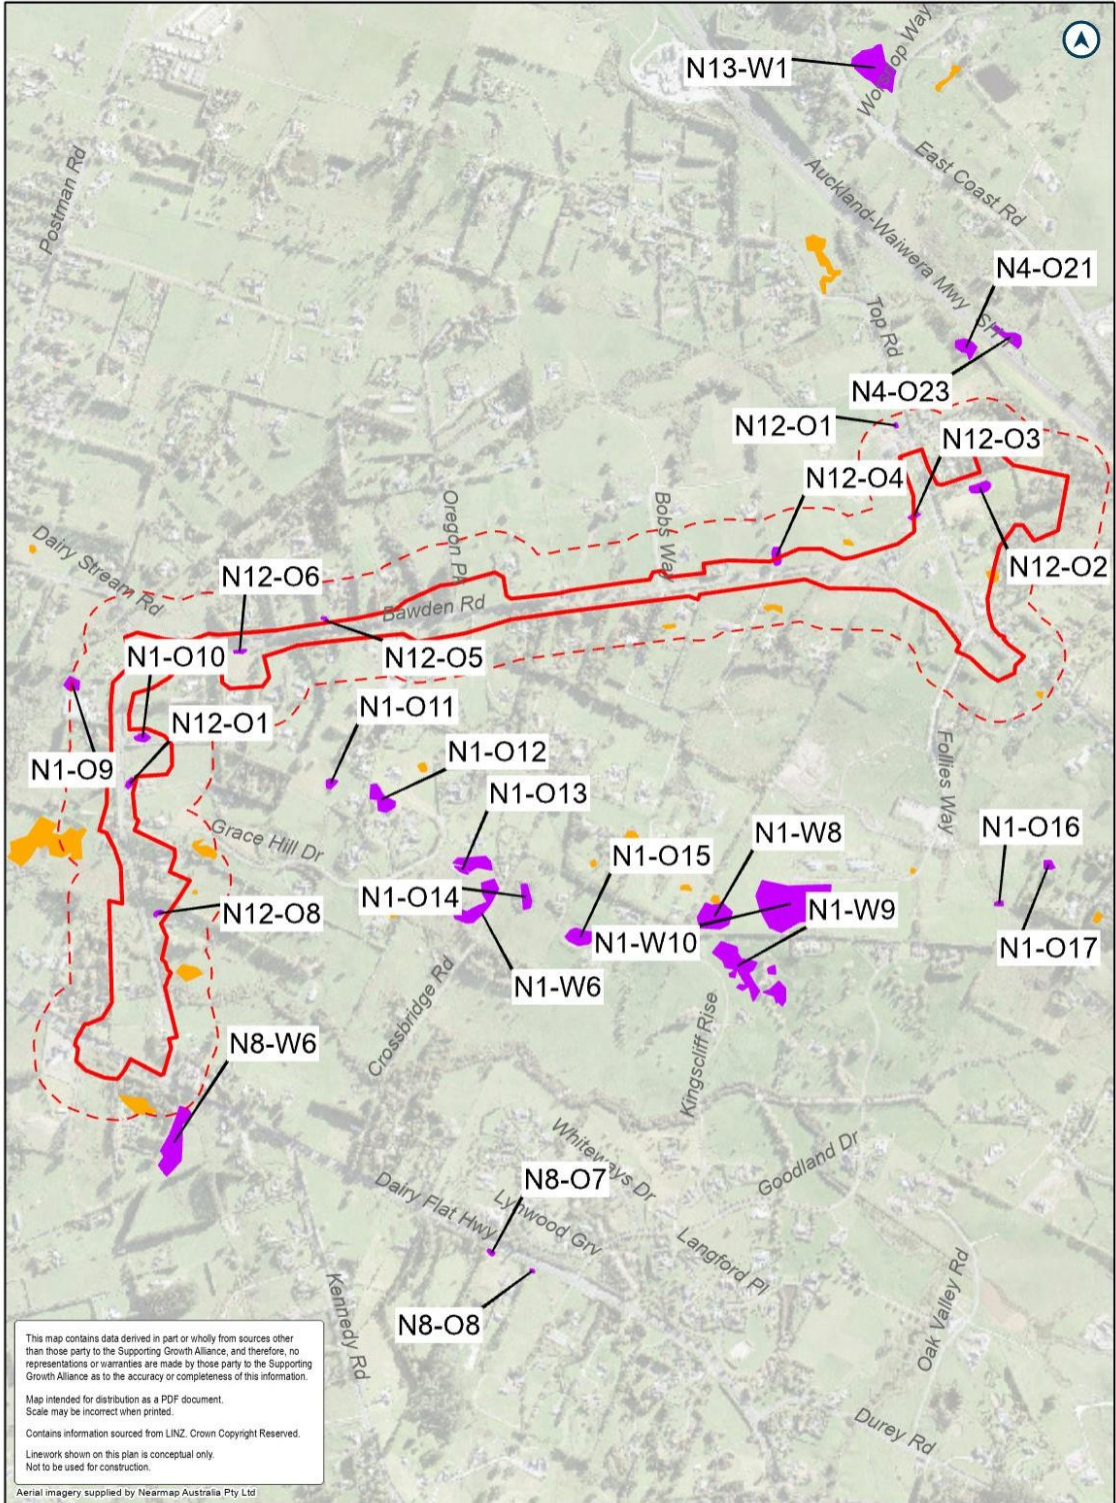 N13-W1
Worktop Way
East Coast Rd
Postman Rd
Auckland-Waiwera Mwy
N4-O21
Top Rd
N4-O23
N12-O1
N12-O3
N12-O4
Oregon Pl
Bobs Way
Dairy Stream Rd
N12-O2
N12-O6
Bawden Rd
N12-O5
N1-O10
N1-O11
N12-O1
N1-O9
N1-O12
Follies Way
N1-O13
Grace Hill Dr
N1-W8
N1-O16
N1-O15
N1-O14
N12-O8
N1-W9
N1-W10
N1-O17
N1-W6
Crossbridge Rd
Kingscliff Rise
N8-W6
Whiteways Dr
Goodland Dr
N8-O7
Dairy Flat Hwy
Lynwood Grv
Langford Pl
N8-O8
Kennedy Rd
Oak Valley Rd
Durey Rd
This map contains data derived in part or wholly from sources other
than those party to the Supporting Growth Alliance, and therefore, no
representations or warranties are made by those party to the Supporting
Growth Alliance as to the accuracy or completeness of this information.
Map intended for distribution as a PDF document.
Scale may be incorrect when printed.
Contains information sourced from LINZ. Crown Copyright Reserved.
Linework shown on this plan is conceptual only.
Not to be used for construction.
Aerial imagery supplied by Nearmap Australia Pty Ltd